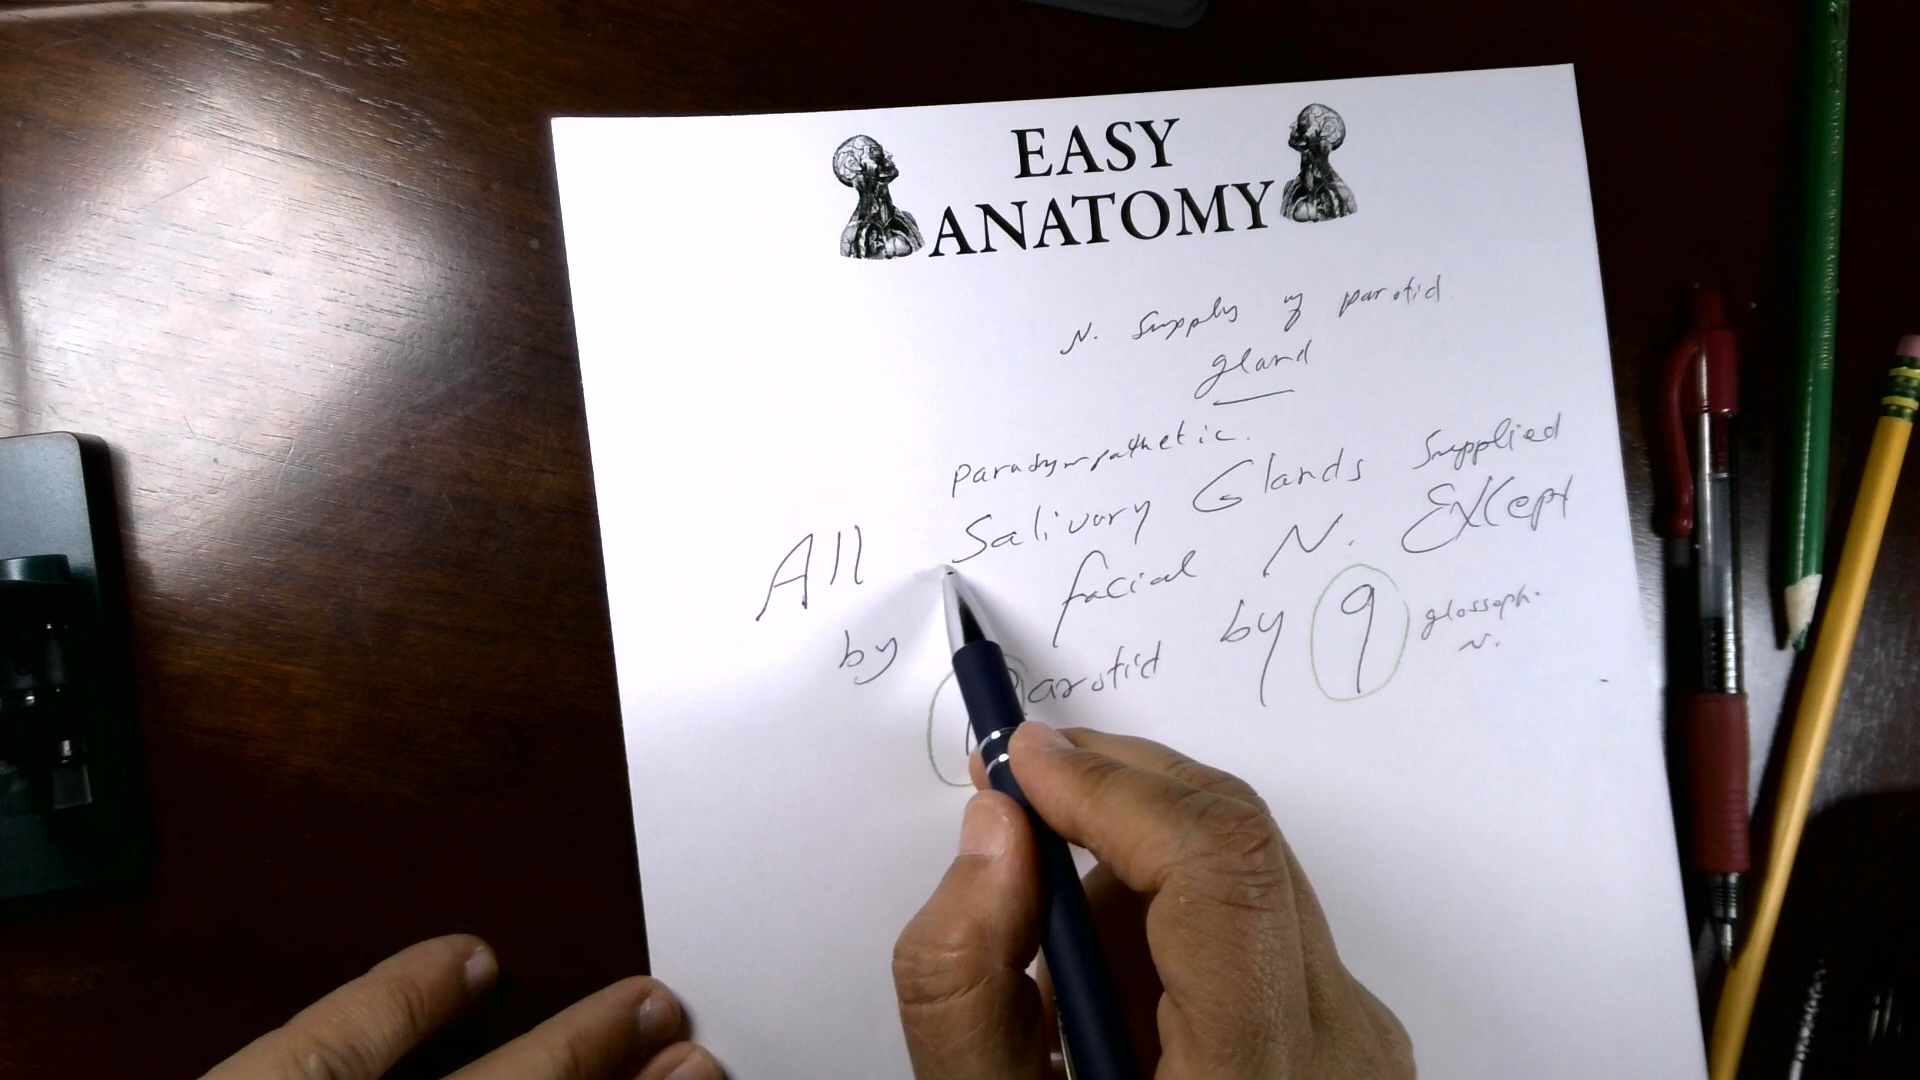 EASY
ANATOMY
N. Supply of parotid
gland
parasympathetic.
All Salivary Glands Supplied
by facial N. EXCept
Parotid by 9 glossoph.
N.